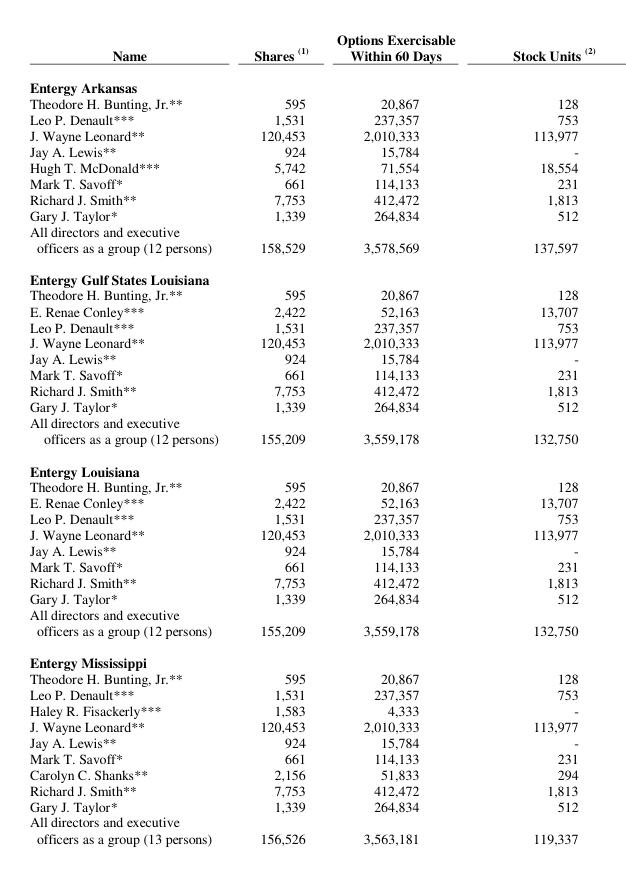 Options Exercisable
Name Shares (1) Within 60 Days Stock Units (2)
Entergy Arkansas
Theodore H. Bunting, Jr.** 595 20,867 128
Leo P. Denault*** 1,531 237,357 753
J. Wayne Leonard** 120,453 2,010,333 113,977
Jay A. Lewis** 924 15,784 -
Hugh T. McDonald*** 5,742 71,554 18,554
Mark T. Savoff* 661 114,133 231
Richard J. Smith** 7,753 412,472 1,813
Gary J. Taylor* 1,339 264,834 512
All directors and executive
officers as a group (12 persons) 158,529 3,578,569 137,597
Entergy Gulf States Louisiana
Theodore H. Bunting, Jr.** 595 20,867 128
E. Renae Conley*** 2,422 52,163 13,707
Leo P. Denault*** 1,531 237,357 753
J. Wayne Leonard** 120,453 2,010,333 113,977
Jay A. Lewis** 924 15,784 -
Mark T. Savoff* 661 114,133 231
Richard J. Smith** 7,753 412,472 1,813
Gary J. Taylor* 1,339 264,834 512
All directors and executive
officers as a group (12 persons) 155,209 3,559,178 132,750
Entergy Louisiana
Theodore H. Bunting, Jr.** 595 20,867 128
E. Renae Conley*** 2,422 52,163 13,707
Leo P. Denault*** 1,531 237,357 753
J. Wayne Leonard** 120,453 2,010,333 113,977
Jay A. Lewis** 924 15,784 -
Mark T. Savoff* 661 114,133 231
Richard J. Smith** 7,753 412,472 1,813
Gary J. Taylor* 1,339 264,834 512
All directors and executive
officers as a group (12 persons) 155,209 3,559,178 132,750
Entergy Mississippi
Theodore H. Bunting, Jr.** 595 20,867 128
Leo P. Denault*** 1,531 237,357 753
Haley R. Fisackerly*** 1,583 4,333 -
J. Wayne Leonard** 120,453 2,010,333 113,977
Jay A. Lewis** 924 15,784 -
Mark T. Savoff* 661 114,133 231
Carolyn C. Shanks** 2,156 51,833 294
Richard J. Smith** 7,753 412,472 1,813
Gary J. Taylor* 1,339 264,834 512
All directors and executive
officers as a group (13 persons) 156,526 3,563,181 119,337